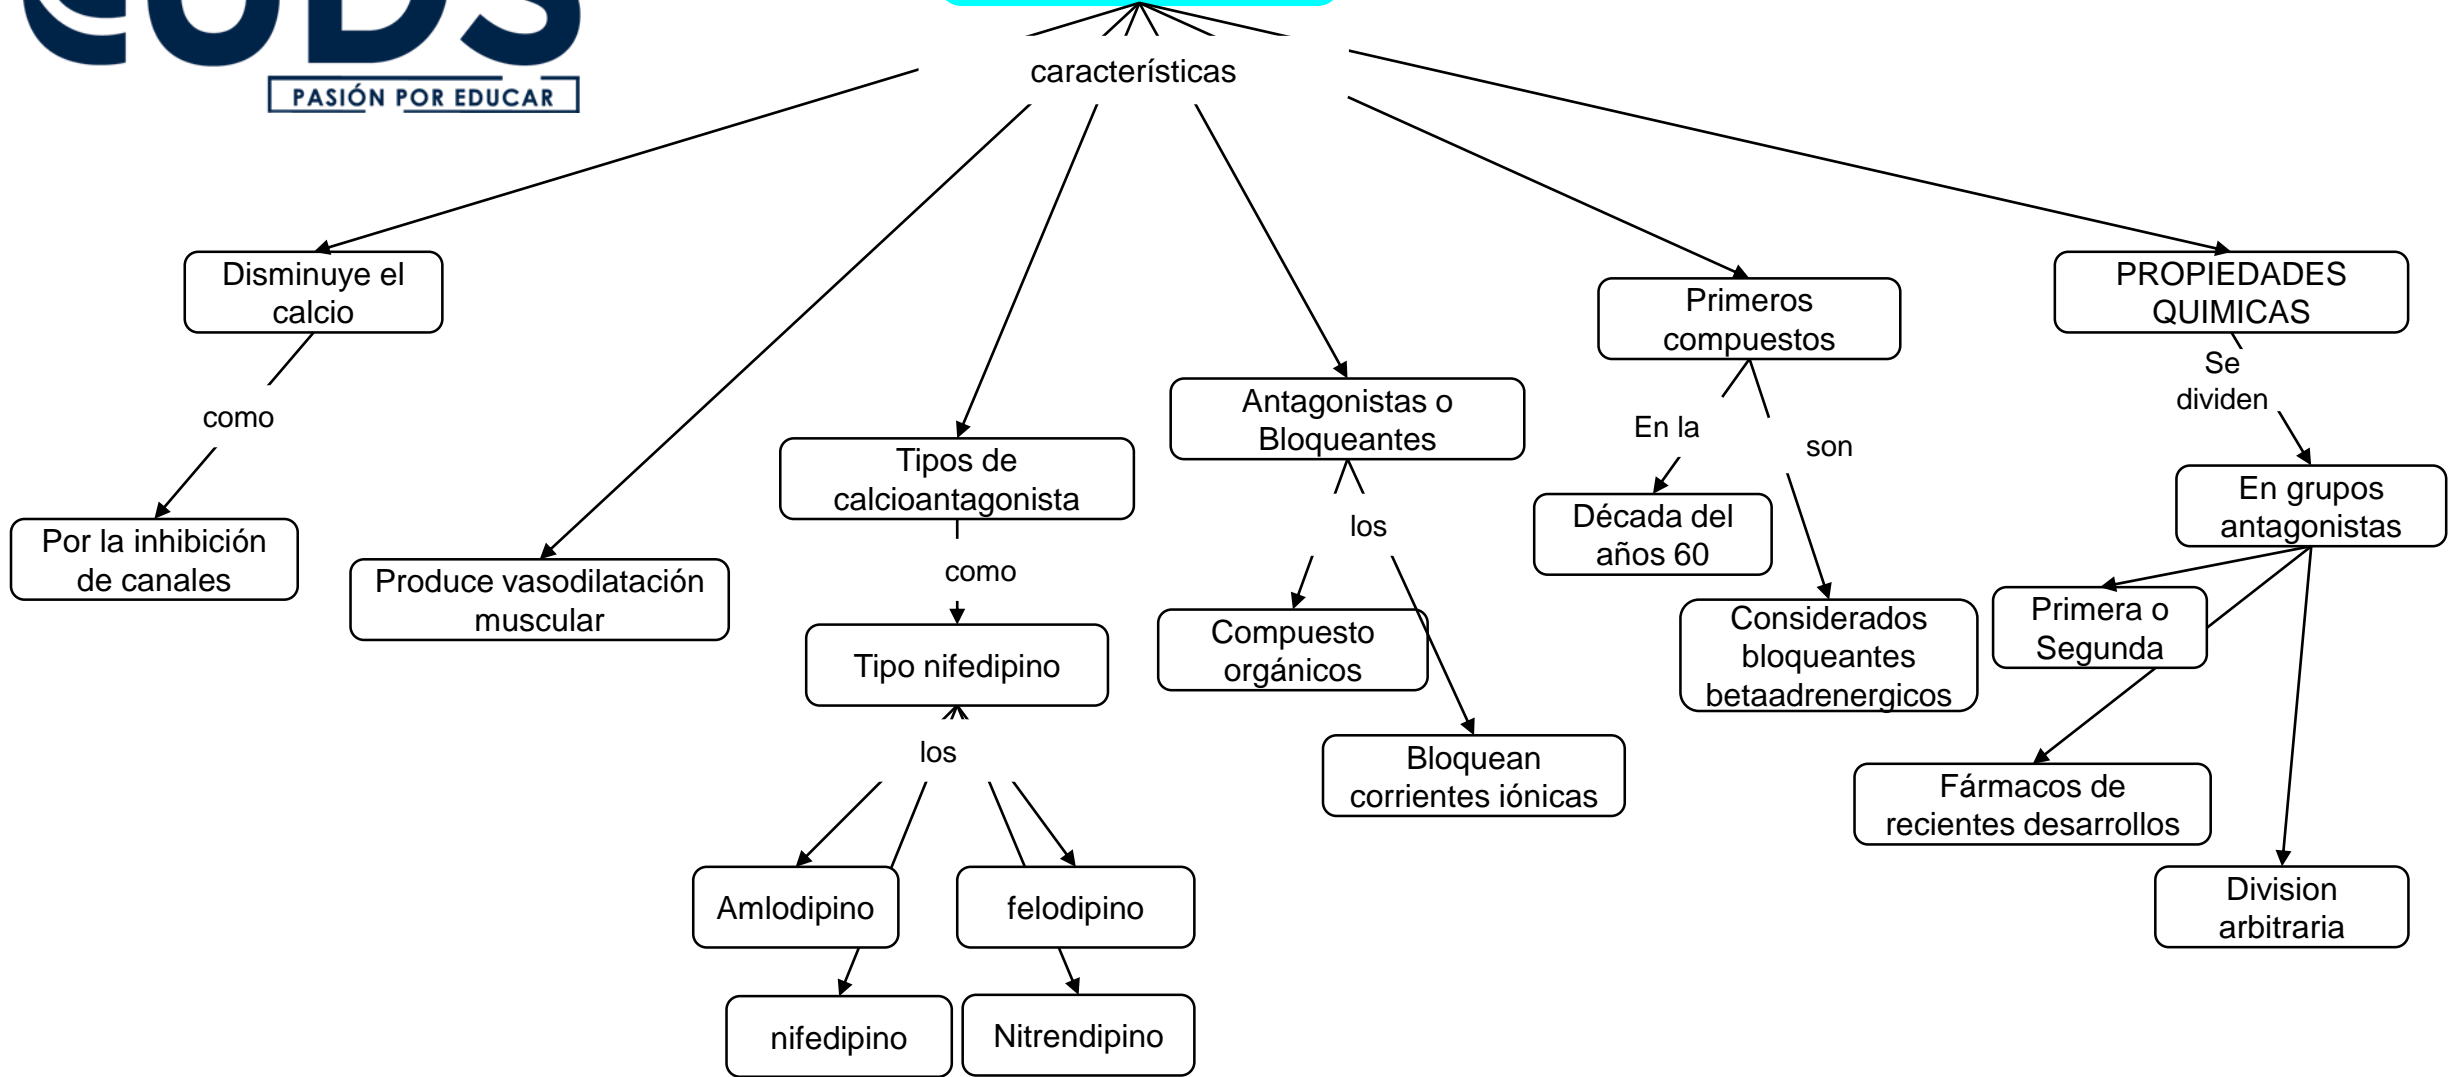 PASIÓN POR EDUCAR
características
Disminuye el
calcio
como
Por la inhibición
de canales
Produce vasodilatación
muscular
Tipos de
calcioantagonista
como
Tipo nifedipino
los
Amlodipino
felodipino
nifedipino
Nitrendipino
Antagonistas o
Bloqueantes
los
Compuesto
orgánicos
Bloquean
corrientes iónicas
Primeros
compuestos
En la
son
Década del
años 60
Considerados
bloqueantes
betaadrenergicos
PROPIEDADES
QUIMICAS
Se
dividen
En grupos
antagonistas
Primera o
Segunda
Fármacos de
recientes desarrollos
Division
arbitraria